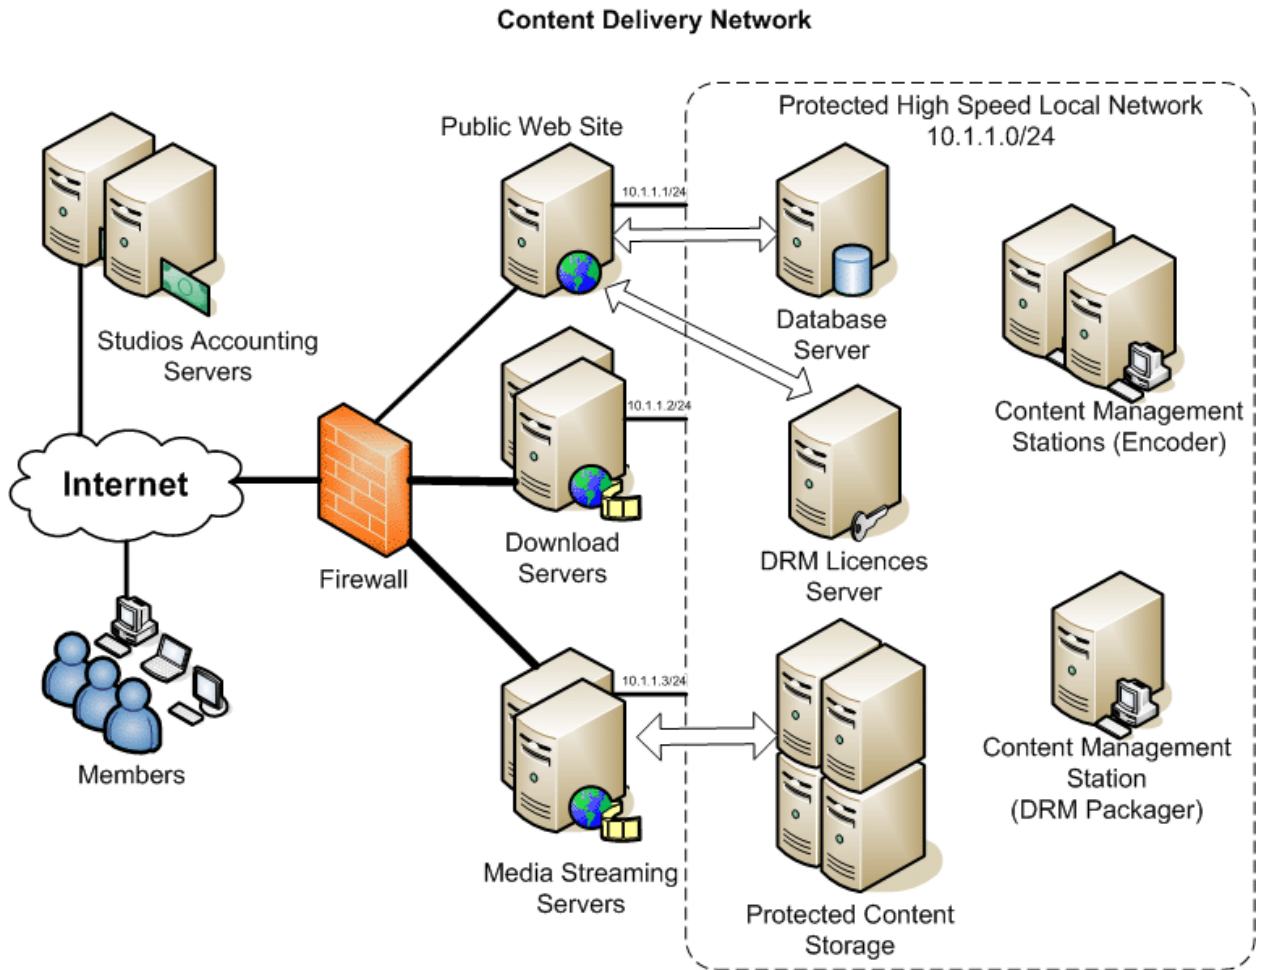 Content Delivery Network
Protected High Speed Local Network
10.1.1.0/24
Public Web Site
10.1.1.1/24
Studios Accounting
Servers
Database
Server
Content Management
Stations (Encoder)
10.1.1.2/24
Internet
Firewall
Download
Servers
DRM Licences
Server
Members
10.1.1.3/24
Content Management
Station
(DRM Packager)
Media Streaming
Servers
Protected Content
Storage